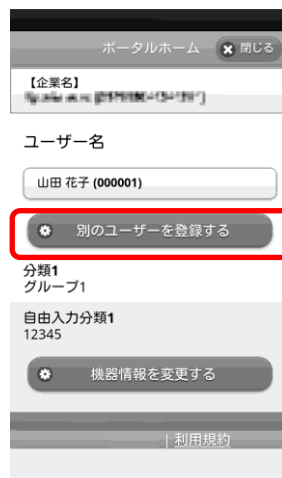 ポータルホーム
閉じる
【企業名】
ユーザー名
山田 花子 (000001)
別のユーザーを登録する
分類1
グループ1
自由入力分類1
12345
機器情報を変更する
| 利用規約